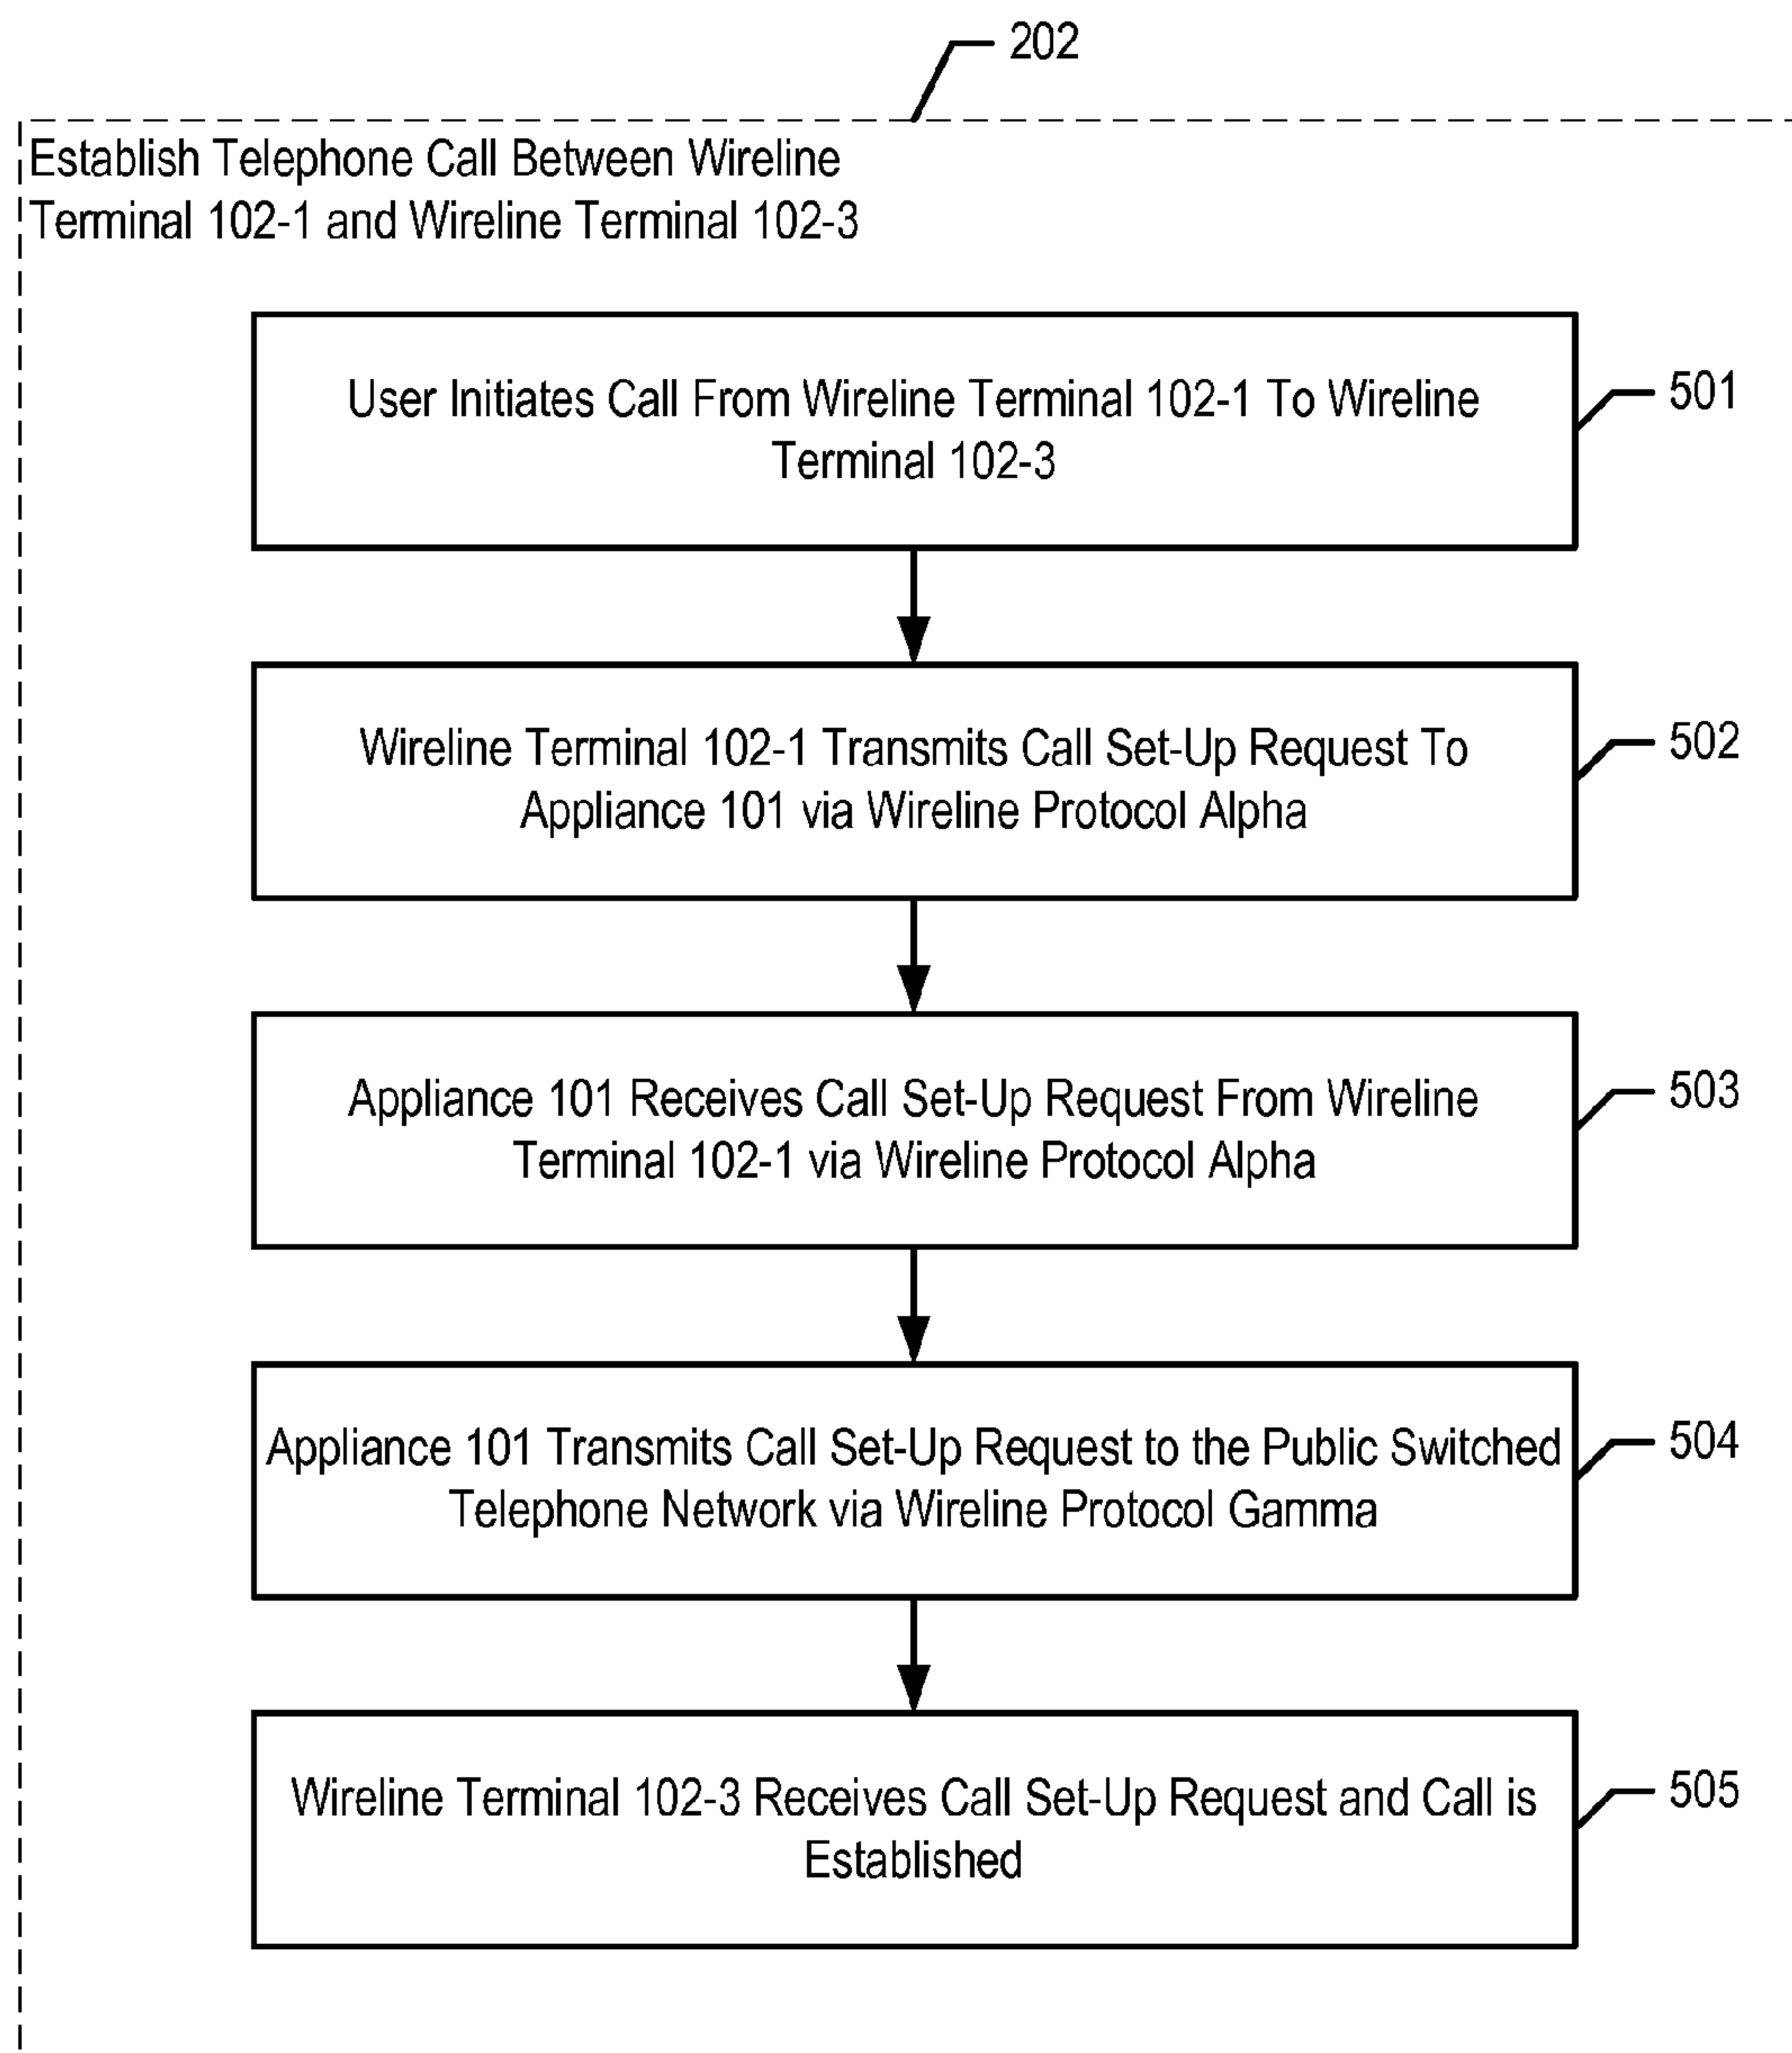 202
Establish Telephone Call Between Wireline
Terminal 102-1 and Wireline Terminal 102-3
User Initiates Call From Wireline Terminal 102-1 To Wireline
Terminal 102-3
501
Wireline Terminal 102-1 Transmits Call Set-Up Request To
Appliance 101 via Wireline Protocol Alpha
502
Appliance 101 Receives Call Set-Up Request From Wireline
Terminal 102-1 via Wireline Protocol Alpha
503
Appliance 101 Transmits Call Set-Up Request to the Public Switched
Telephone Network via Wireline Protocol Gamma
504
Wireline Terminal 102-3 Receives Call Set-Up Request and Call is
Established
505